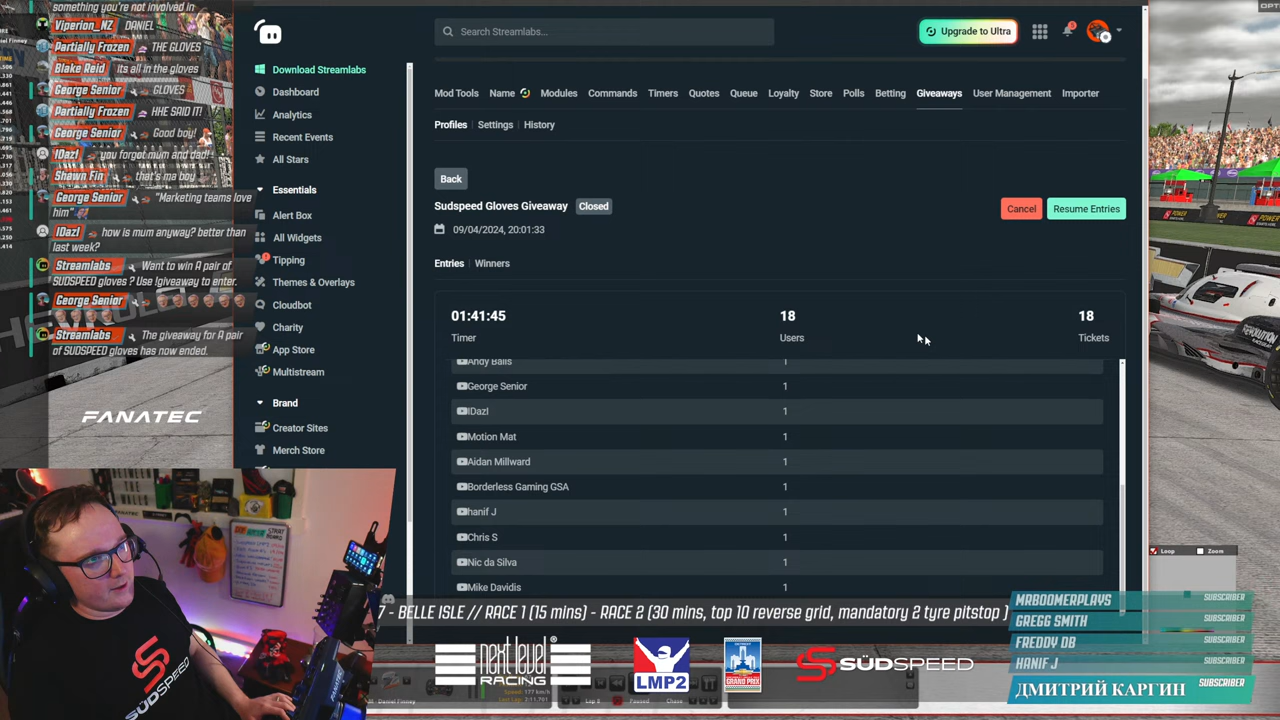 something you're not involved in
Viperion_NZ DANIEL
Partially Frozen THE GLOVES
Blake Reid Its all in the gloves
George Senior GLOVES
Partially Frozen HHE SAID IT!
George Senior Good boy!
IDazl you forgot mum and dad!
Shawn Fin that's ma boy
George Senior "Marketing teams love
him"
IDazl how is mum anyway? better than
last week?
Streamlabs Want to win A pair of
SUDSPEED gloves ? Use !giveaway to enter.
George Senior
Streamlabs The giveaway for A pair
of SUDSPEED gloves has now ended.
FANATEC
Search Streamlabs...
Upgrade to Ultra
Download Streamlabs
Dashboard
Analytics
Recent Events
All Stars
Essentials
Alert Box
All Widgets
Tipping
Themes & Overlays
Cloudbot
Charity
App Store
Multistream
Brand
Creator Sites
Merch Store
Mod Tools Name Modules Commands Timers Quotes Queue Loyalty Store Polls Betting Giveaways User Management Importer
Profiles Settings History
Back
Sudspeed Gloves Giveaway Closed
Cancel Resume Entries
09/04/2024, 20:01:33
Entries Winners
01:41:45 18 18
Timer Users Tickets
Andy Balls 1
George Senior 1
IDazl 1
Motion Mat 1
Aidan Millward 1
Borderless Gaming GSA 1
hanif J 1
Chris S 1
Nic da Silva 1
Mike Davidis 1
Loop Zoom
7 - BELLE ISLE // RACE 1 (15 mins) - RACE 2 (30 mins, top 10 reverse grid, mandatory 2 tyre pitstop )
MRBOOMERPLAYS SUBSCRIBER
GREGG SMITH SUBSCRIBER
FREDDY DB SUBSCRIBER
HANIF J SUBSCRIBER
ДМИТРИЙ КАРГИН SUBSCRIBER
next level
RACING
LMP2
GRAND PRIX
SÜDSPEED
SÜDSPEED